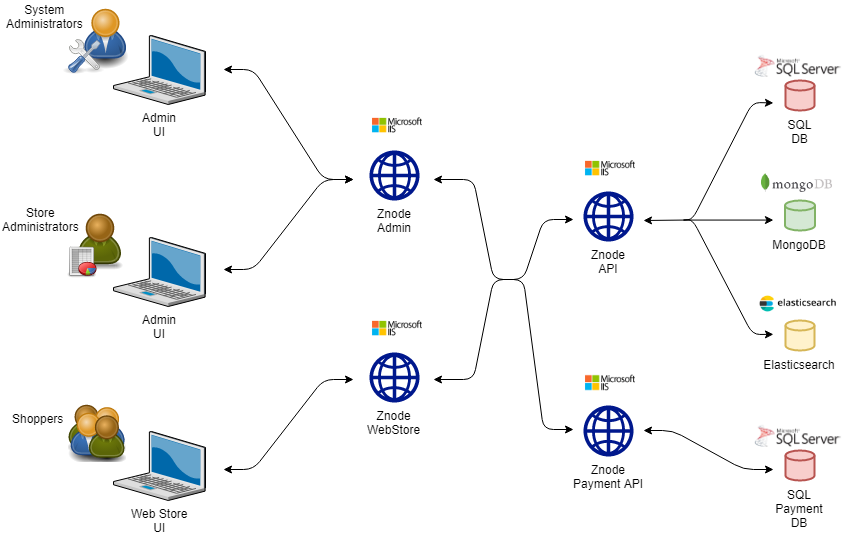 System
Administrators
Admin
UI
Store
Administrators
Admin
UI
Shoppers
Web Store
UI
Microsoft
IIS
Znode
Admin
Microsoft
IIS
Znode
WebStore
Microsoft
IIS
Znode
API
Microsoft
IIS
Znode
Payment API
Microsoft
SQL Server
SQL
DB
mongoDB
MongoDB
elasticsearch
Elasticsearch
Microsoft
SQL Server
SQL
Payment
DB